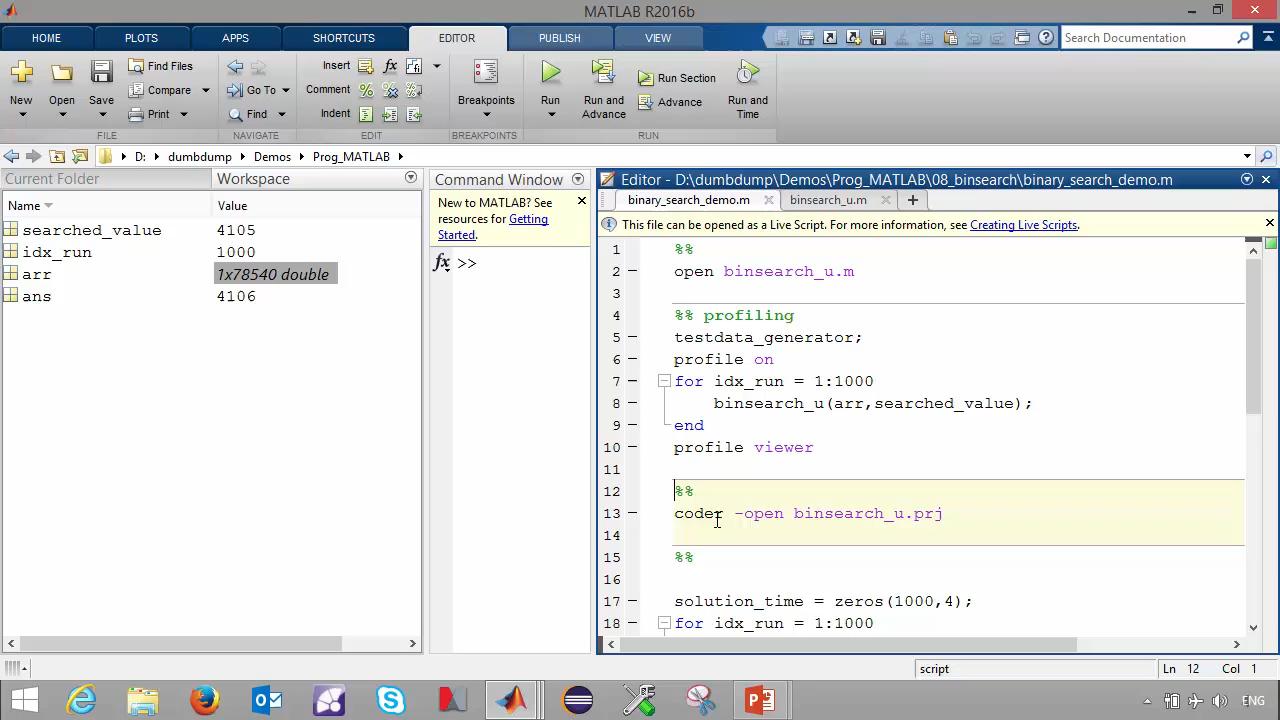 MATLAB R2016b
HOME PLOTS APPS SHORTCUTS EDITOR PUBLISH VIEW Search Documentation
New Open Save Find Files Compare Print
FILE
Go To Find
NAVIGATE
Insert Comment Indent
EDIT
Breakpoints
BREAKPOINTS
Run Run and Advance Run Section Advance Run and Time
RUN
D: dumbdump Demos Prog_MATLAB
Current Folder Workspace
Name Value
searched_value 4105
idx_run 1000
arr 1x78540 double
ans 4106
Command Window
New to MATLAB? See
resources for Getting
Started.
fx >>
Editor - D:\dumbdump\Demos\Prog_MATLAB\08_binsearch\binary_search_demo.m
binary_search_demo.m binsearch_u.m
This file can be opened as a Live Script. For more information, see Creating Live Scripts.
1 %%
2 open binsearch_u.m
3
4 %% profiling
5 testdata_generator;
6 profile on
7 for idx_run = 1:1000
8 binsearch_u(arr,searched_value);
9 end
10 profile viewer
11
12 %%
13 coder -open binsearch_u.prj
14
15 %%
16
17 solution_time = zeros(1000,4);
18 for idx_run = 1:1000
script Ln 12 Col 1
ENG